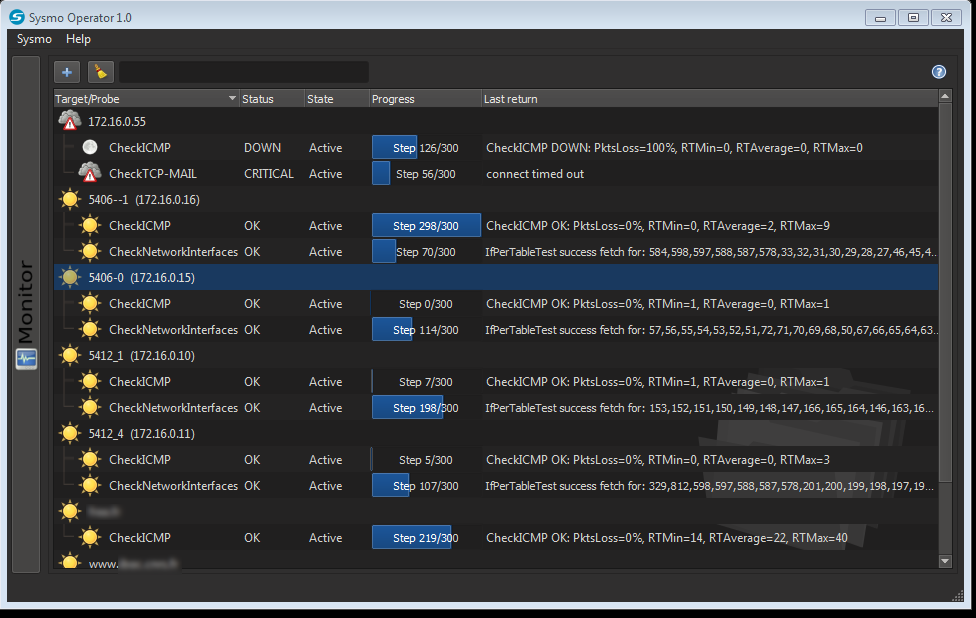 Sysmo Operator 1.0
Sysmo Help
Monitor
Target/Probe Status State Progress Last return
172.16.0.55
CheckICMP DOWN Active Step 126/300 CheckICMP DOWN: PktsLoss=100%, RTMin=0, RTAverage=0, RTMax=0
CheckTCP-MAIL CRITICAL Active Step 56/300 connect timed out
5406--1 (172.16.0.16)
CheckICMP OK Active Step 298/300 CheckICMP OK: PktsLoss=0%, RTMin=0, RTAverage=2, RTMax=9
CheckNetworkInterfaces OK Active Step 70/300 IfPerTableTest success fetch for: 584,598,597,588,587,578,33,32,31,30,29,28,27,46,45,4...
5406-0 (172.16.0.15)
CheckICMP OK Active Step 0/300 CheckICMP OK: PktsLoss=0%, RTMin=1, RTAverage=0, RTMax=1
CheckNetworkInterfaces OK Active Step 114/300 IfPerTableTest success fetch for: 57,56,55,54,53,52,51,72,71,70,69,68,50,67,66,65,64,63...
5412_1 (172.16.0.10)
CheckICMP OK Active Step 7/300 CheckICMP OK: PktsLoss=0%, RTMin=1, RTAverage=0, RTMax=1
CheckNetworkInterfaces OK Active Step 198/300 IfPerTableTest success fetch for: 153,152,151,150,149,148,147,166,165,164,146,163,16...
5412_4 (172.16.0.11)
CheckICMP OK Active Step 5/300 CheckICMP OK: PktsLoss=0%, RTMin=0, RTAverage=0, RTMax=3
CheckNetworkInterfaces OK Active Step 107/300 IfPerTableTest success fetch for: 329,812,598,597,588,587,578,201,200,199,198,197,19...
CheckICMP OK Active Step 219/300 CheckICMP OK: PktsLoss=0%, RTMin=14, RTAverage=22, RTMax=40
www.